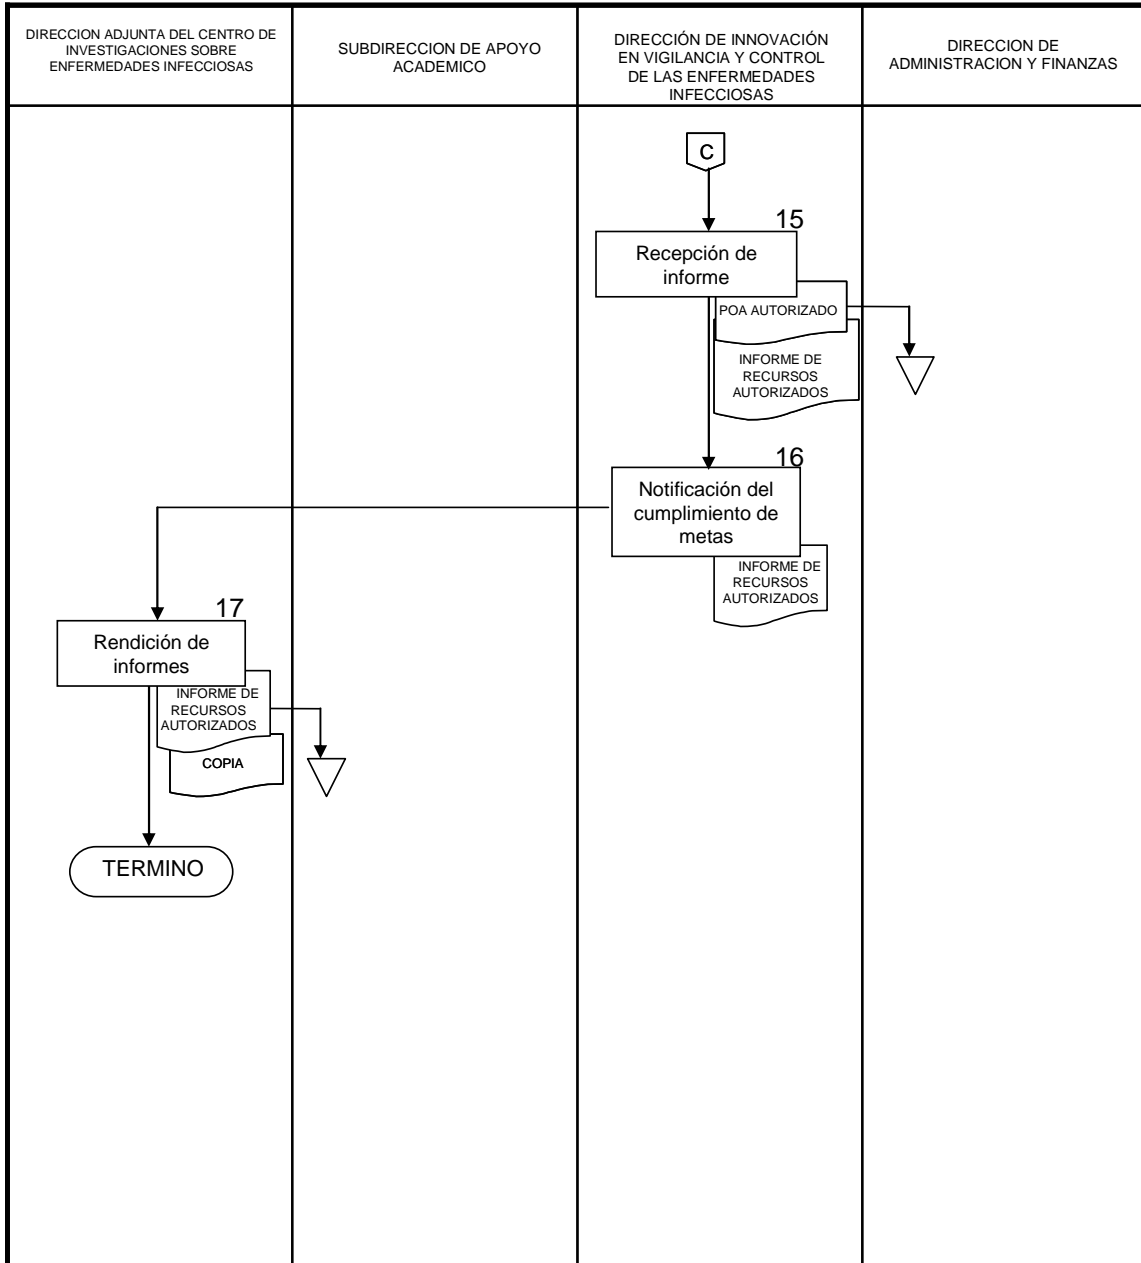 DIRECCION ADJUNTA DEL CENTRO DE
INVESTIGACIONES SOBRE
ENFERMEDADES INFECCIOSAS
SUBDIRECCION DE APOYO
ACADEMICO
DIRECCIÓN DE INNOVACIÓN
EN VIGILANCIA Y CONTROL
DE LAS ENFERMEDADES
INFECCIOSAS
DIRECCION DE
ADMINISTRACION Y FINANZAS
C
15
Recepción de
informe
POA AUTORIZADO
INFORME DE
RECURSOS
AUTORIZADOS
16
Notificación del
cumplimiento de
metas
INFORME DE
RECURSOS
AUTORIZADOS
17
Rendición de
informes
INFORME DE
RECURSOS
AUTORIZADOS
COPIA
TERMINO